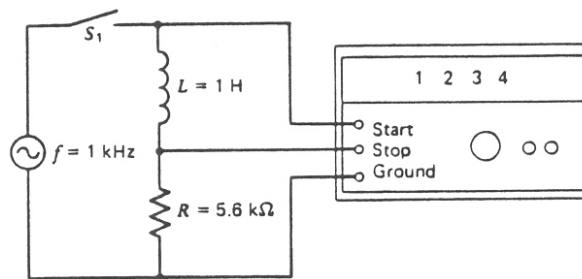 S₁
L = 1 H
1 2 3 4
Start
f = 1 kHz
Stop
Ground
R = 5.6 kΩ